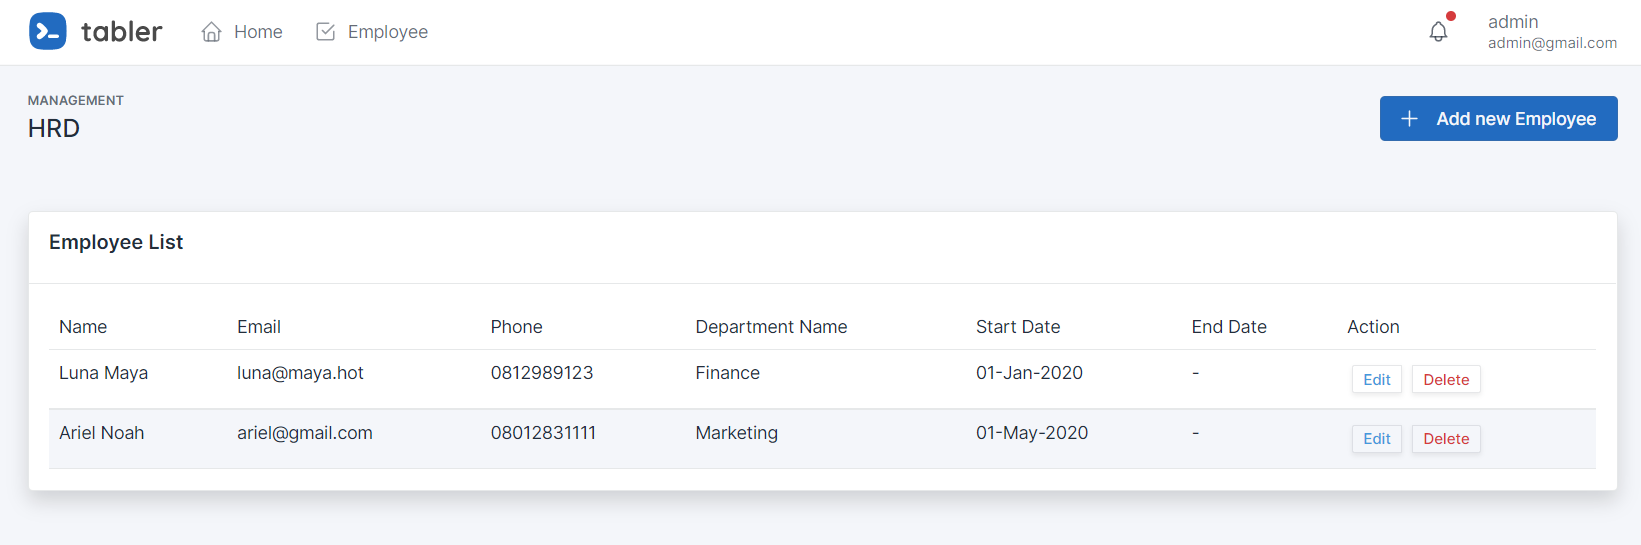 tabler Home Employee admin
admin@gmail.com
MANAGEMENT
HRD
Add new Employee
Employee List
Name Email Phone Department Name Start Date End Date Action
Luna Maya luna@maya.hot 0812989123 Finance 01-Jan-2020 - Edit Delete
Ariel Noah ariel@gmail.com 08012831111 Marketing 01-May-2020 - Edit Delete